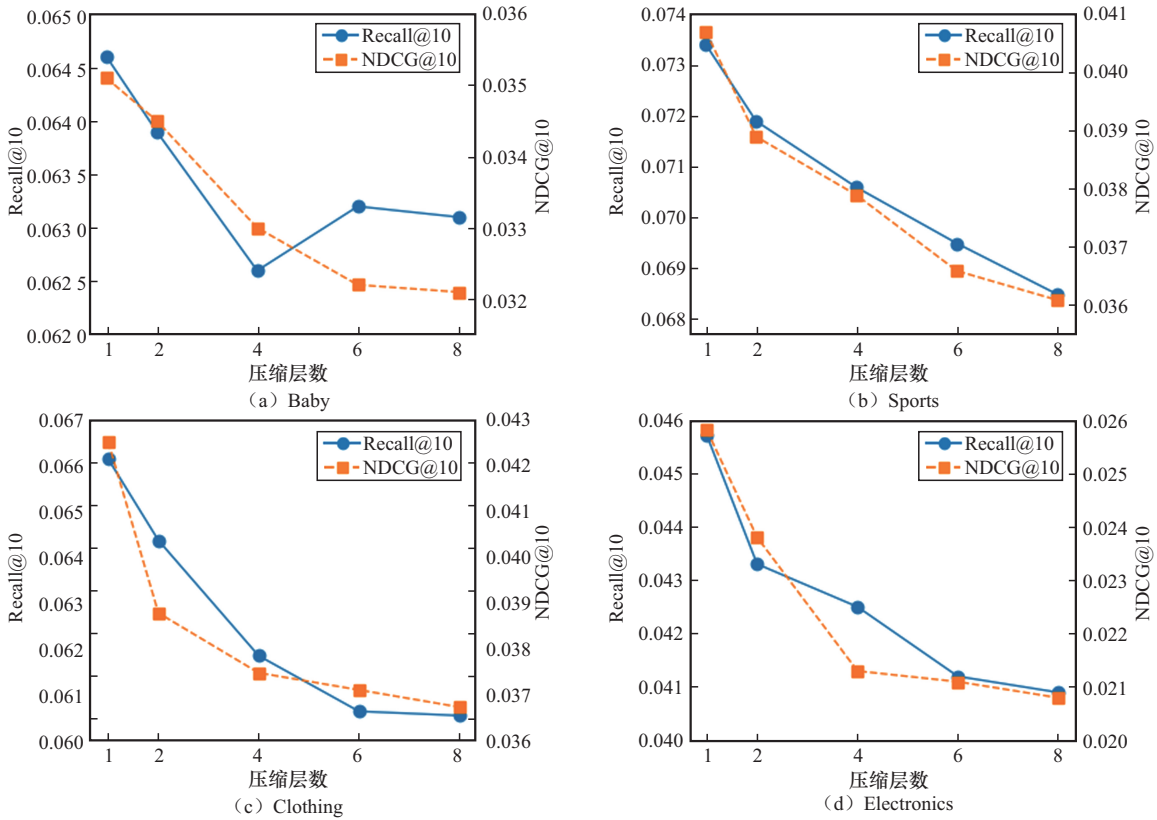 0.065 0
0.064 5
0.064 0
0.063 5
0.063 0
0.062 5
0.062 0
Recall@10
Recall@10
NDCG@10
0.036
0.035
0.034
0.033
0.032
NDCG@10
1 2 4 6 8
压缩层数
（a）Baby
0.074
0.073
0.072
0.071
0.070
0.069
0.068
Recall@10
Recall@10
NDCG@10
0.041
0.040
0.039
0.038
0.037
0.036
NDCG@10
1 2 4 6 8
压缩层数
（b）Sports
0.067
0.066
0.065
0.064
0.063
0.062
0.061
0.060
Recall@10
Recall@10
NDCG@10
0.043
0.042
0.041
0.040
0.039
0.038
0.037
0.036
NDCG@10
1 2 4 6 8
压缩层数
（c）Clothing
0.046
0.045
0.044
0.043
0.042
0.041
0.040
Recall@10
Recall@10
NDCG@10
0.026
0.025
0.024
0.023
0.022
0.021
0.020
NDCG@10
1 2 4 6 8
压缩层数
（d）Electronics